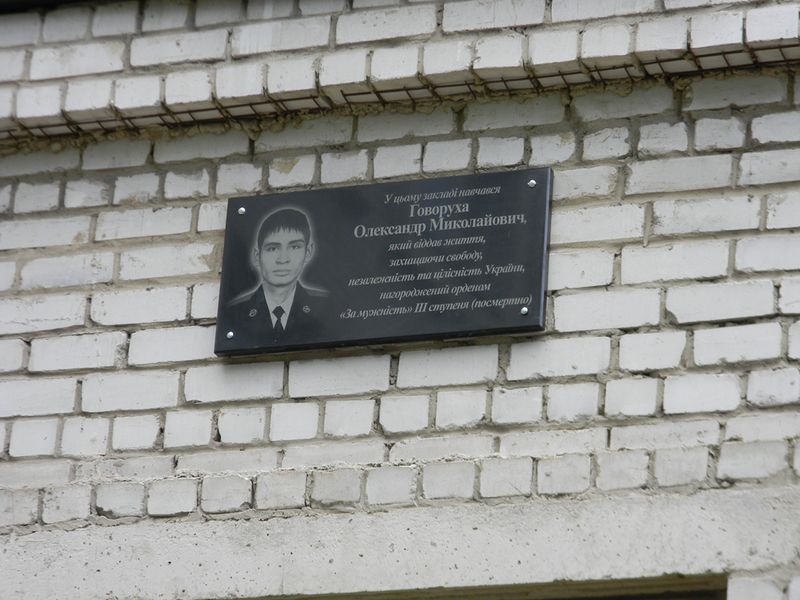 У цьому закладі навчався
Говоруха
Олександр Миколайович,
який віддав життя,
захищаючи свободу,
незалежність та цілісність України,
нагороджений орденом
«За мужність» III ступеня (посмертно)